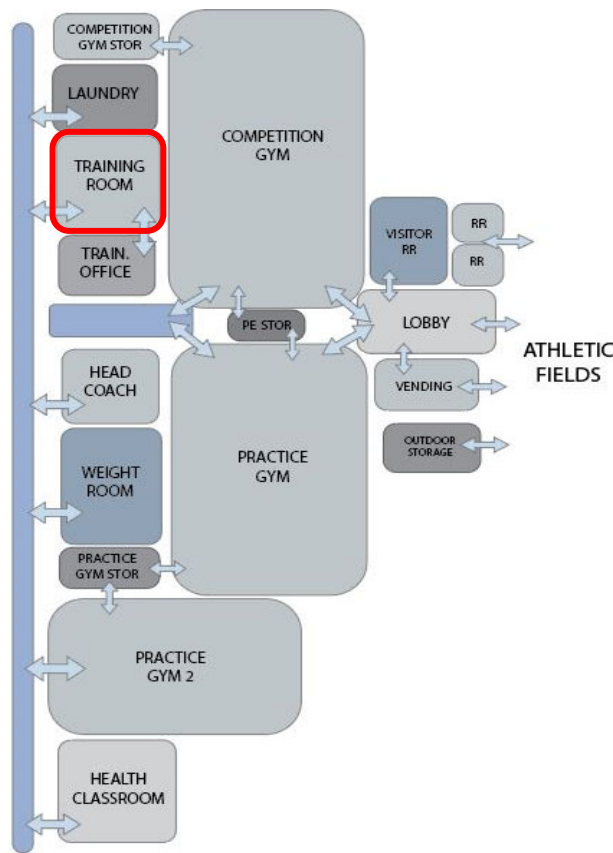 COMPETITION
GYM STOR
LAUNDRY
TRAINING
ROOM
TRAIN.
OFFICE
COMPETITION
GYM
VISITOR
RR
RR
RR
PE STOR
LOBBY
ATHLETIC
FIELDS
HEAD
COACH
VENDING
OUTDOOR
STORAGE
WEIGHT
ROOM
PRACTICE
GYM
PRACTICE
GYM STOR
PRACTICE
GYM 2
HEALTH
CLASSROOM